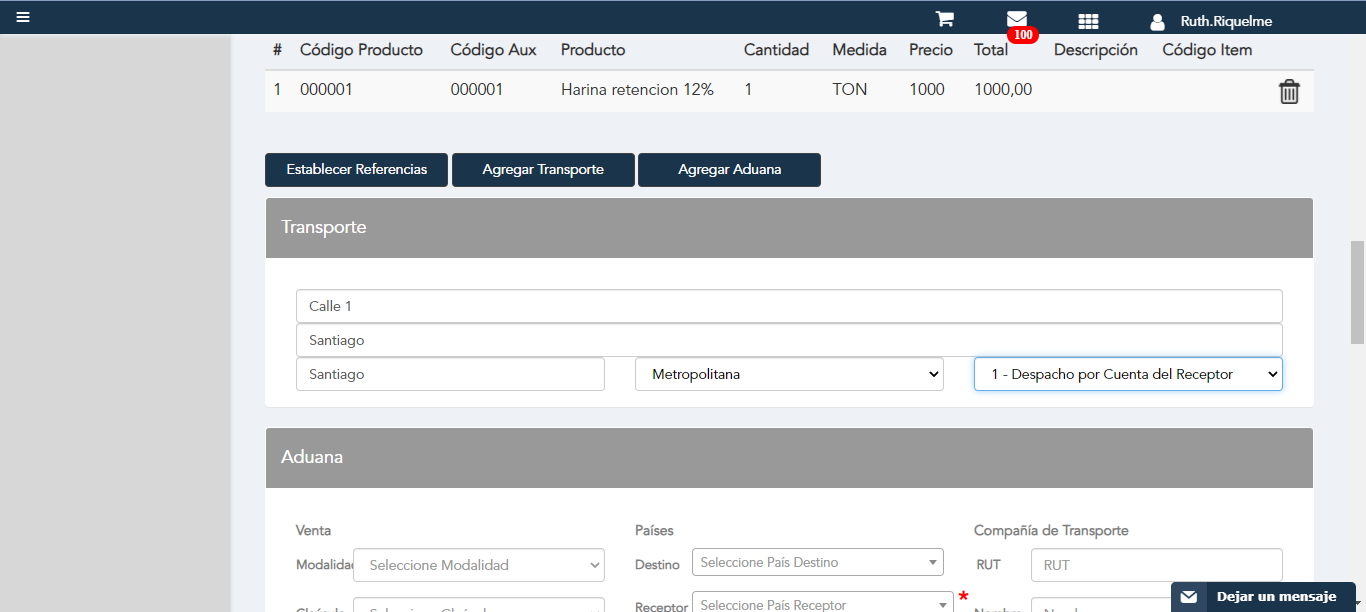 Ruth.Riquelme
100
# Código Producto Código Aux Producto Cantidad Medida Precio Total Descripción Código Item
1 000001 000001 Harina retencion 12% 1 TON 1000 1000,00
Establecer Referencias Agregar Transporte Agregar Aduana
Transporte
Calle 1
Santiago
Santiago Metropolitana 1 - Despacho por Cuenta del Receptor
Aduana
Venta Países Compañía de Transporte
Modalidad Seleccione Modalidad Destino Seleccione País Destino RUT RUT
Receptor Seleccione País Receptor *
Dejar un mensaje